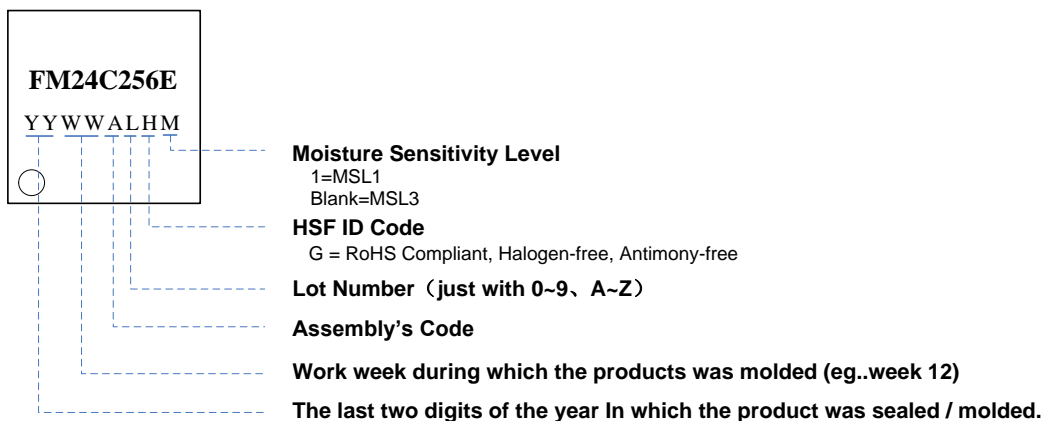 FM24C256E
YYWWALHM
Moisture Sensitivity Level
1=MSL1
Blank=MSL3
HSF ID Code
G = RoHS Compliant, Halogen-free, Antimony-free
Lot Number（just with 0~9、A~Z）
Assembly's Code
Work week during which the products was molded (eg..week 12)
The last two digits of the year In which the product was sealed / molded.